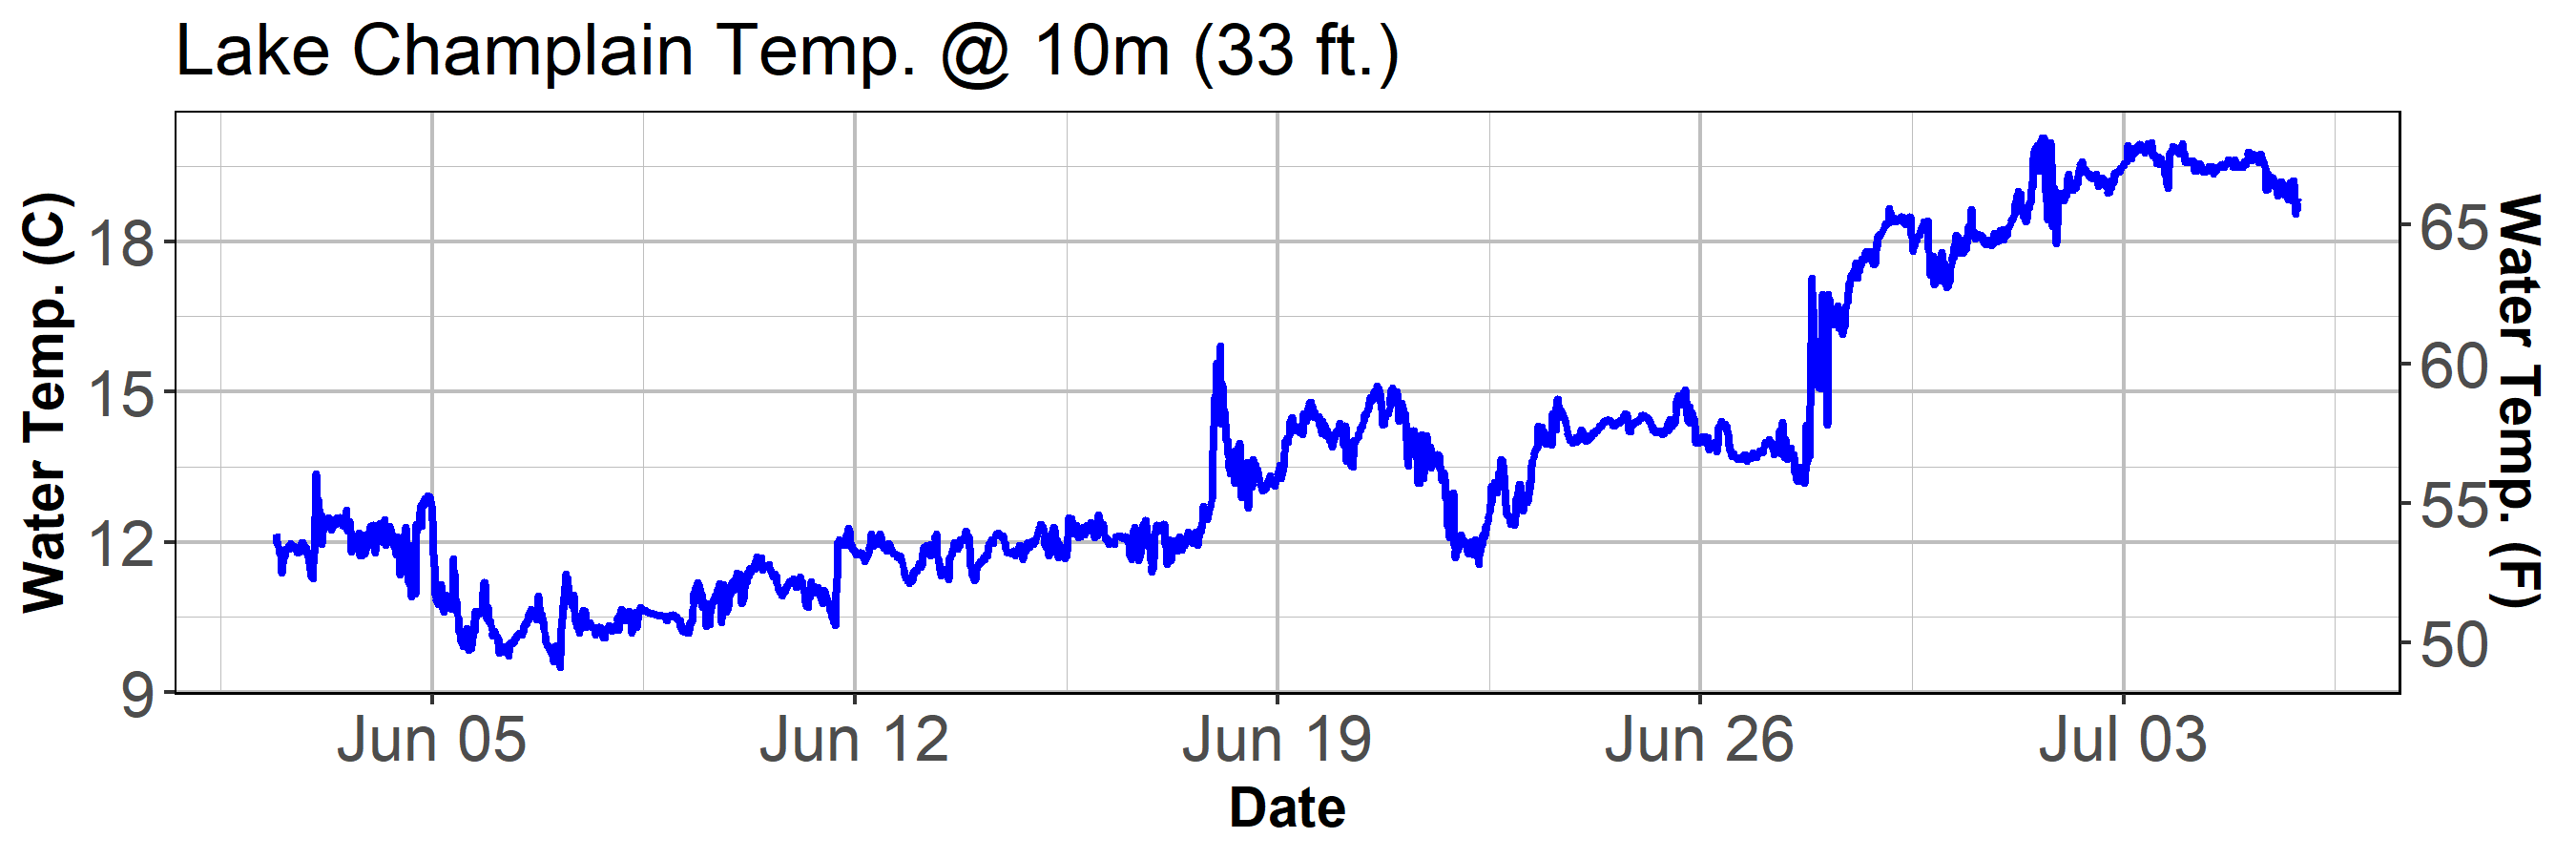 Lake Champlain Temp. @ 10m (33 ft.)
Water Temp. (C)
18
15
12
9
65
60
55
50
Water Temp. (F)
Jun 05 Jun 12 Jun 19 Jun 26 Jul 03
Date